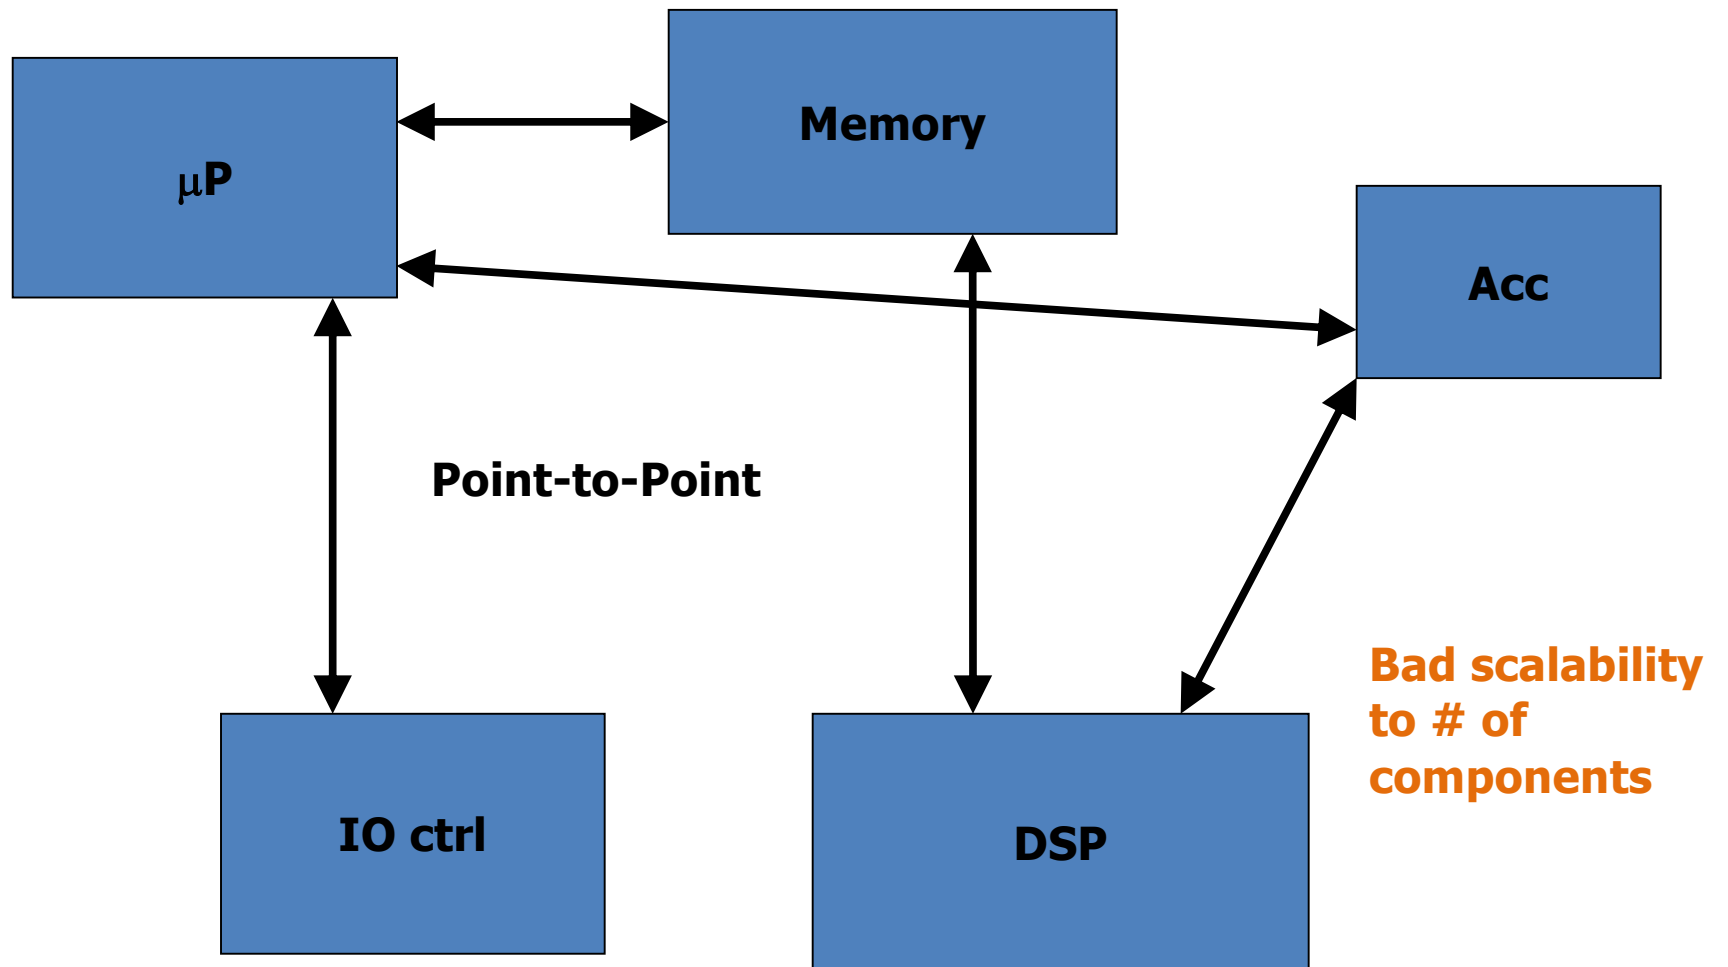 Memory
μP
Acc
Point-to-Point
Bad scalability
to # of
components
IO ctrl
DSP